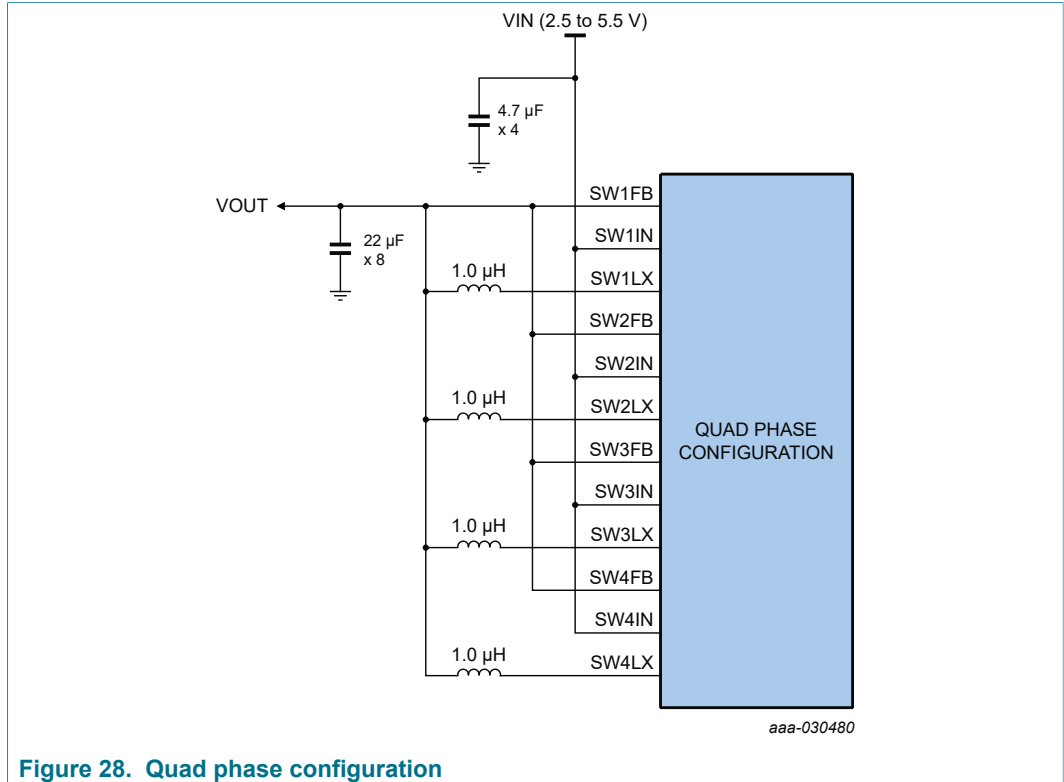 VIN (2.5 to 5.5 V)
4.7 µF
x 4
SW1FB
VOUT
SW1IN
22 µF
x 8
1.0 µH
SW1LX
SW2FB
SW2IN
1.0 µH
SW2LX
QUAD PHASE
CONFIGURATION
SW3FB
SW3IN
1.0 µH
SW3LX
SW4FB
SW4IN
1.0 µH
SW4LX
aaa-030480
Figure 28. Quad phase configuration